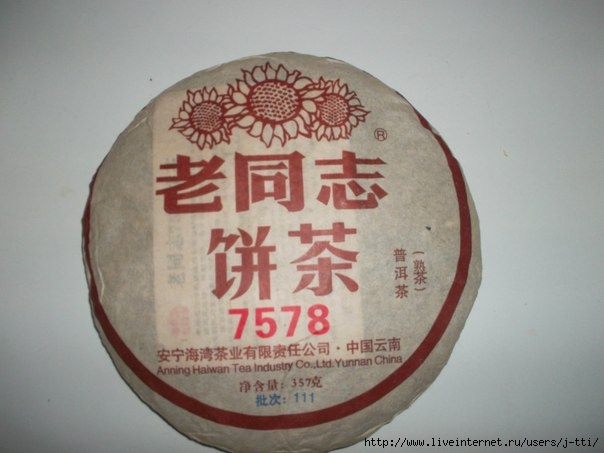 ®
老同志
饼茶
普洱茶
(熟茶)
7578
安宁海湾茶业有限责任公司·中国云南
Anning Haiwan Tea Industry Co.,Ltd.Yunnan China
净含量: 357克
批次: 111
http://www.liveinternet.ru/users/j-tti/